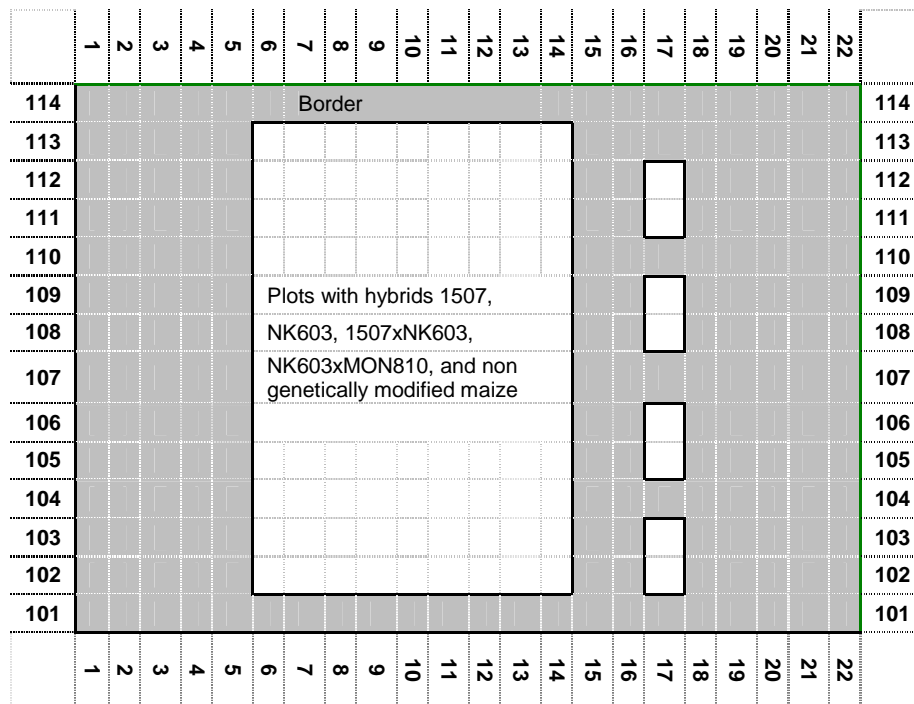 1 2 3 4 5 6 7 8 9 10 11 12 13 14 15 16 17 18 19 20 21 22
114 Border 114
113 113
112 112
111 111
110 110
109 Plots with hybrids 1507, 109
108 NK603, 1507xNK603, 108
107 NK603xMON810, and non 107
genetically modified maize
106 106
105 105
104 104
103 103
102 102
101 101
1 2 3 4 5 6 7 8 9 10 11 12 13 14 15 16 17 18 19 20 21 22